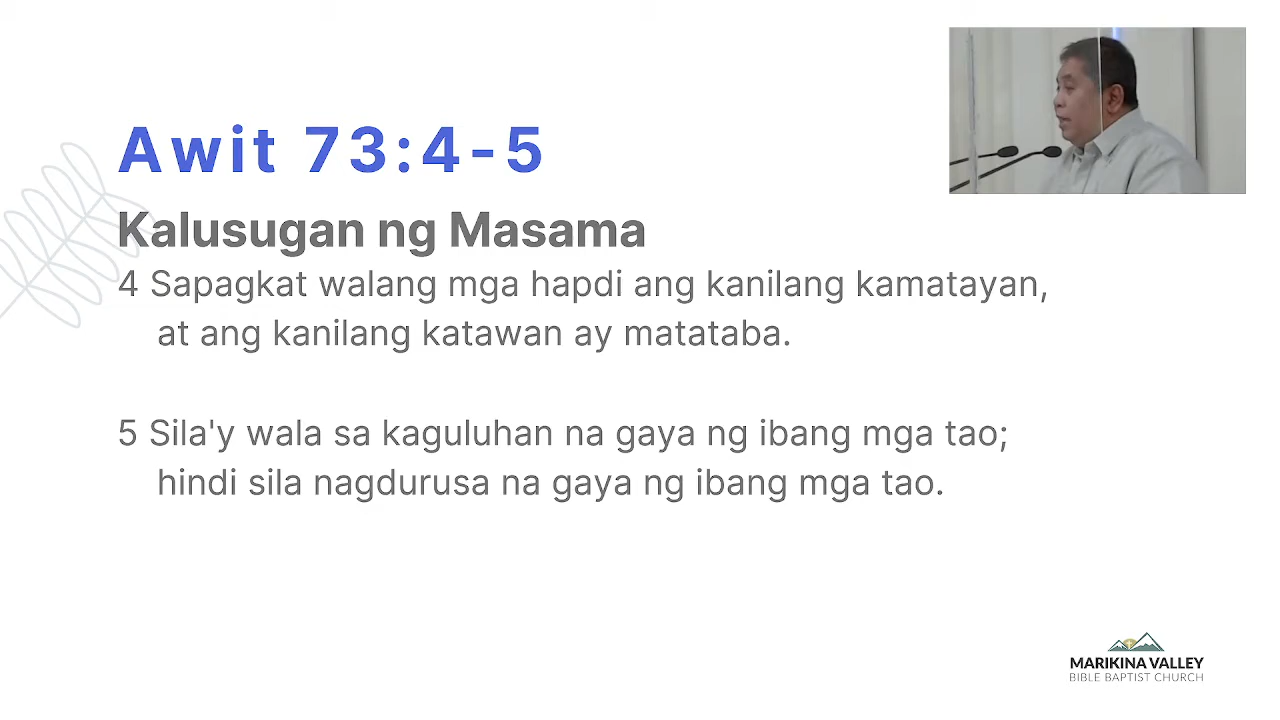 Awit 73:4-5
Kalusugan ng Masama
4 Sapagkat walang mga hapdi ang kanilang kamatayan,
at ang kanilang katawan ay matataba.
5 Sila'y wala sa kaguluhan na gaya ng ibang mga tao;
hindi sila nagdurusa na gaya ng ibang mga tao.
MARIKINA VALLEY
BIBLE BAPTIST CHURCH